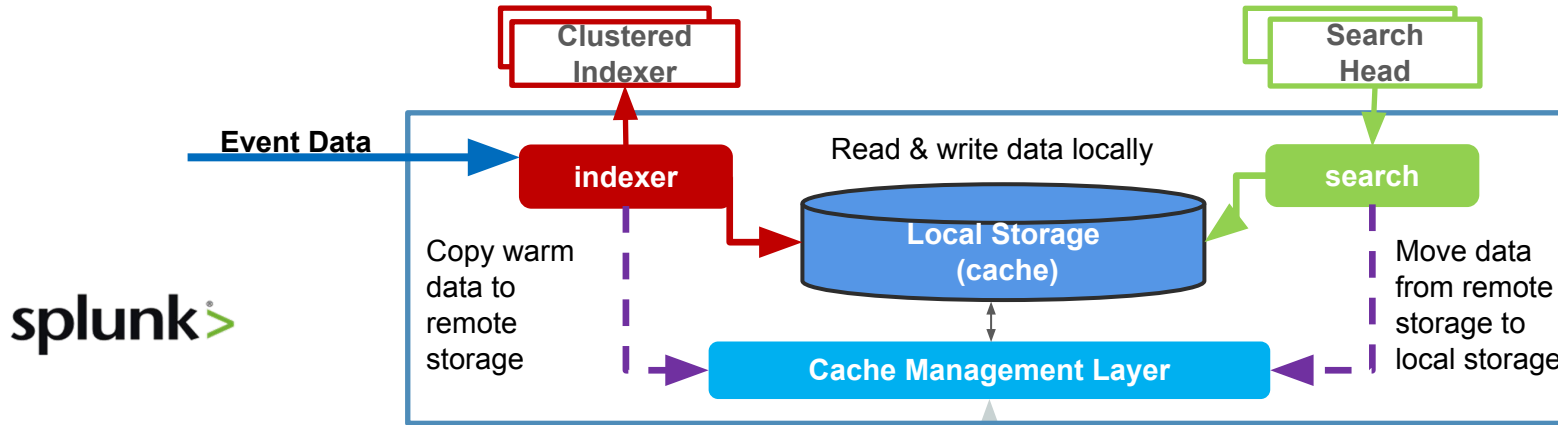 Clustered
Indexer
Search
Head
Event Data
Read & write data locally
indexer
search
Local Storage
(cache)
Copy warm
data to
remote
storage
Move data
from remote
storage to
local storage
splunk>
Cache Management Layer